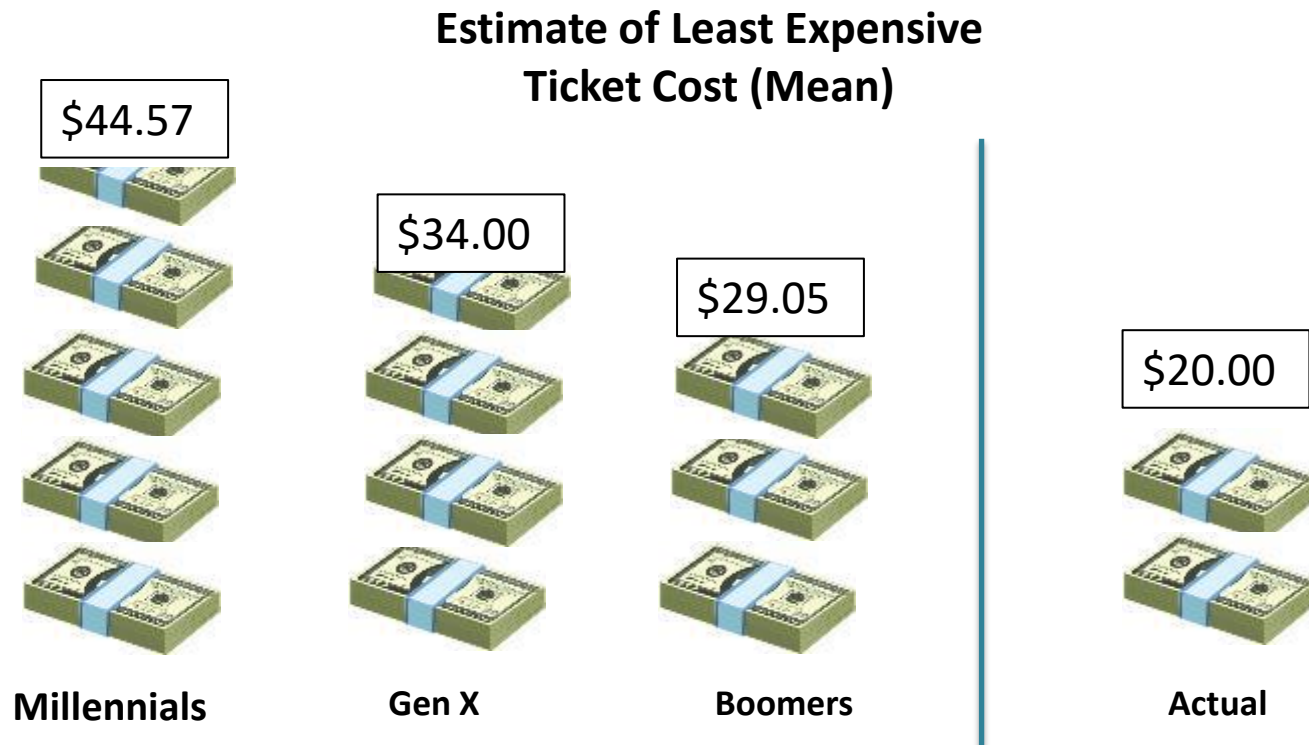 Estimate of Least Expensive
Ticket Cost (Mean)
$44.57
$34.00
$29.05
$20.00
Millennials
Gen X
Boomers
Actual